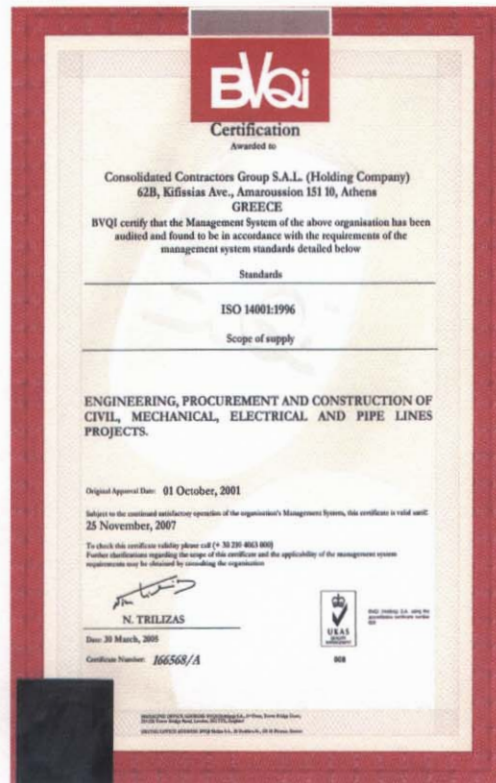 BVQi
Certification
Awarded to
Consolidated Contractors Group S.A.L. (Holding Company)
62B, Kifissias Ave., Amaroussion 151 10, Athens
GREECE
BVQI certify that the Management System of the above organisation has been
audited and found to be in accordance with the requirements of the
management system standards detailed below
Standards
ISO 14001:1996
Scope of supply
ENGINEERING, PROCUREMENT AND CONSTRUCTION OF
CIVIL, MECHANICAL, ELECTRICAL AND PIPE LINES
PROJECTS.
Original Approval Date: 01 October, 2001
Subject to the continued satisfactory operation of the organisation's Management System, this certificate is valid until:
25 November, 2007
To check this certificate validity please call (+ 30 210 4063 000)
Further clarifications regarding the scope of this certificate and the applicability of the management system
requirements may be obtained by consulting the organisation
N. TRILIZAS
Date: 30 March, 2005
Certificate Number: 166568/A
UKAS
QUALITY
MANAGEMENT
008